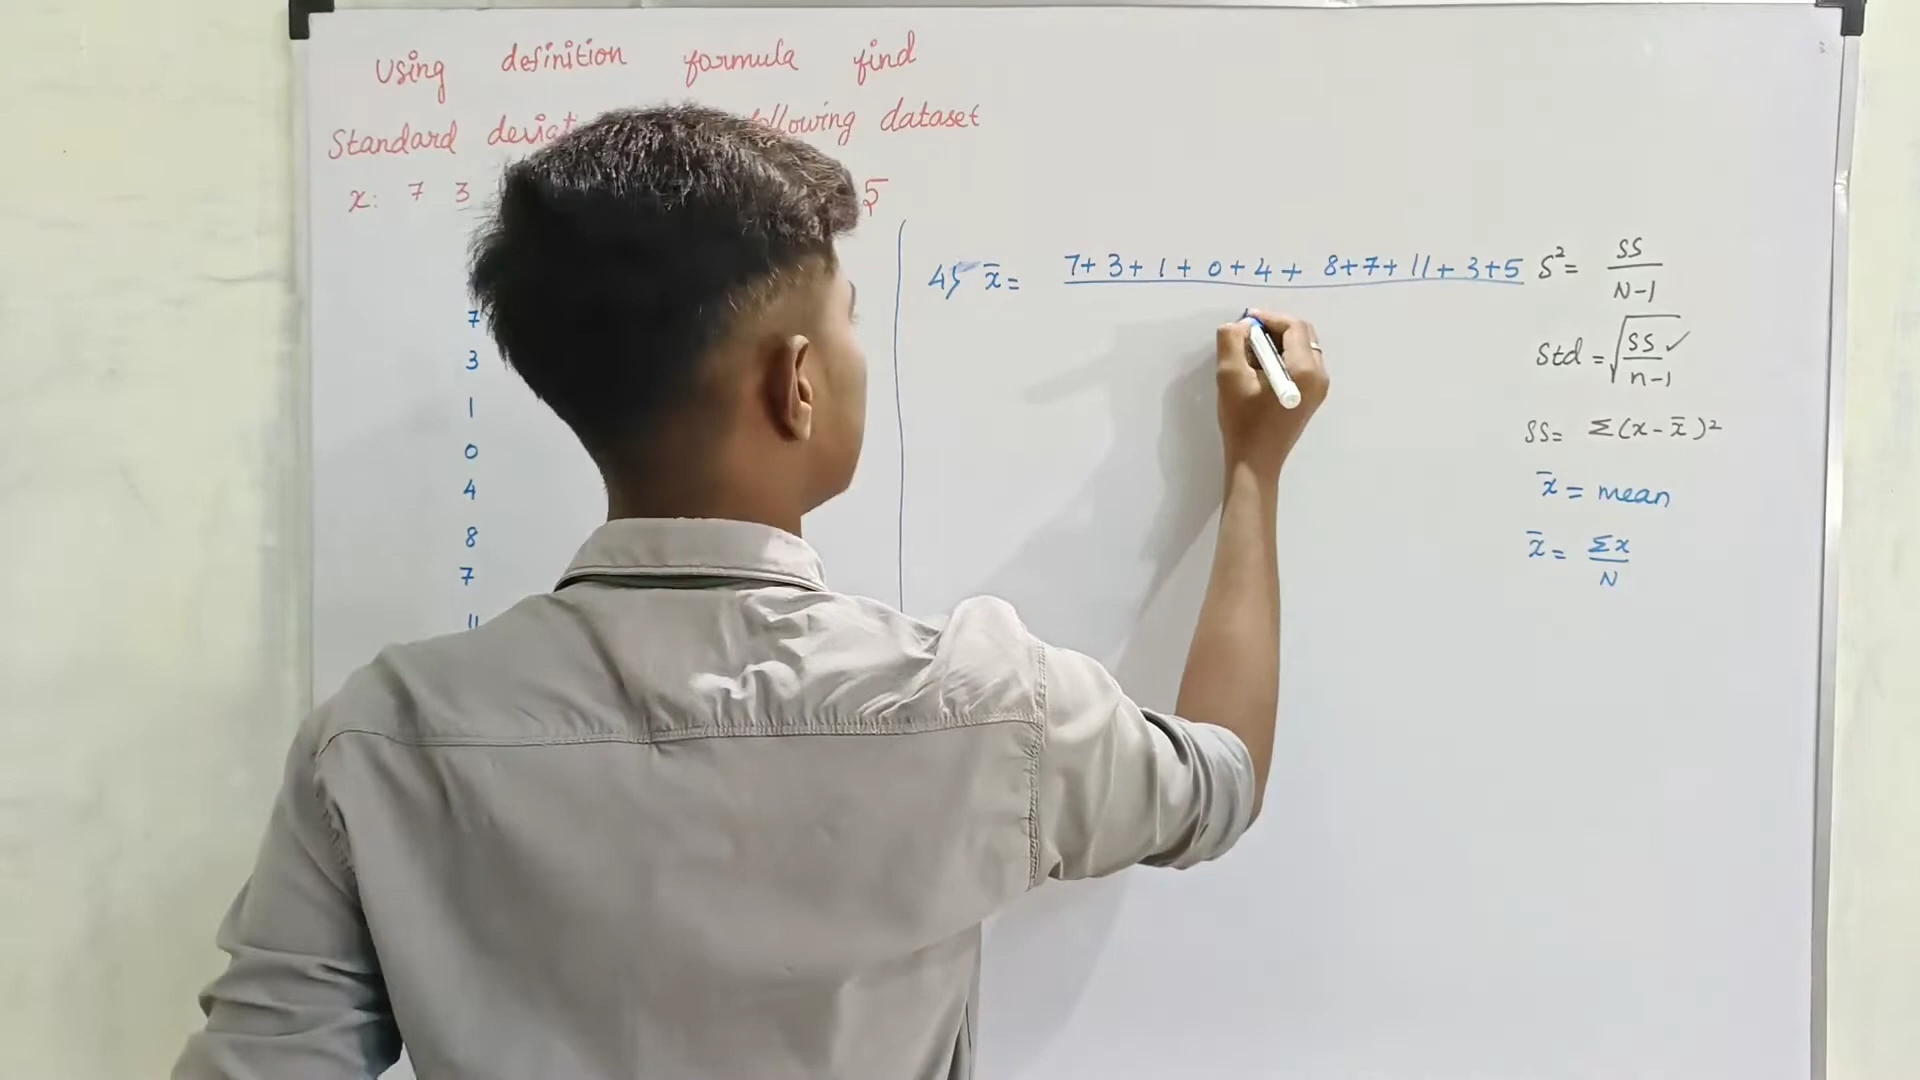 Using definition formula find
Standard deviat llowing dataset
x: 7 3 5
7
3
1
0
4
8
7
11
45 x̄ = 7+3+1+0+4+8+7+11+3+5
S² = SS / N-1
Std = √SS / n-1 ✓
SS = Σ(x-x̄)²
x̄ = mean
x̄ = Σx / N